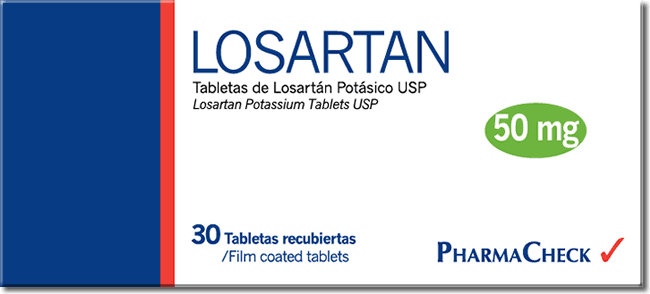 LOSARTAN
Tabletas de Losartán Potásico USP
Losartan Potassium Tablets USP
50 mg
30 Tabletas recubiertas
/Film coated tablets
PHARMACHECK